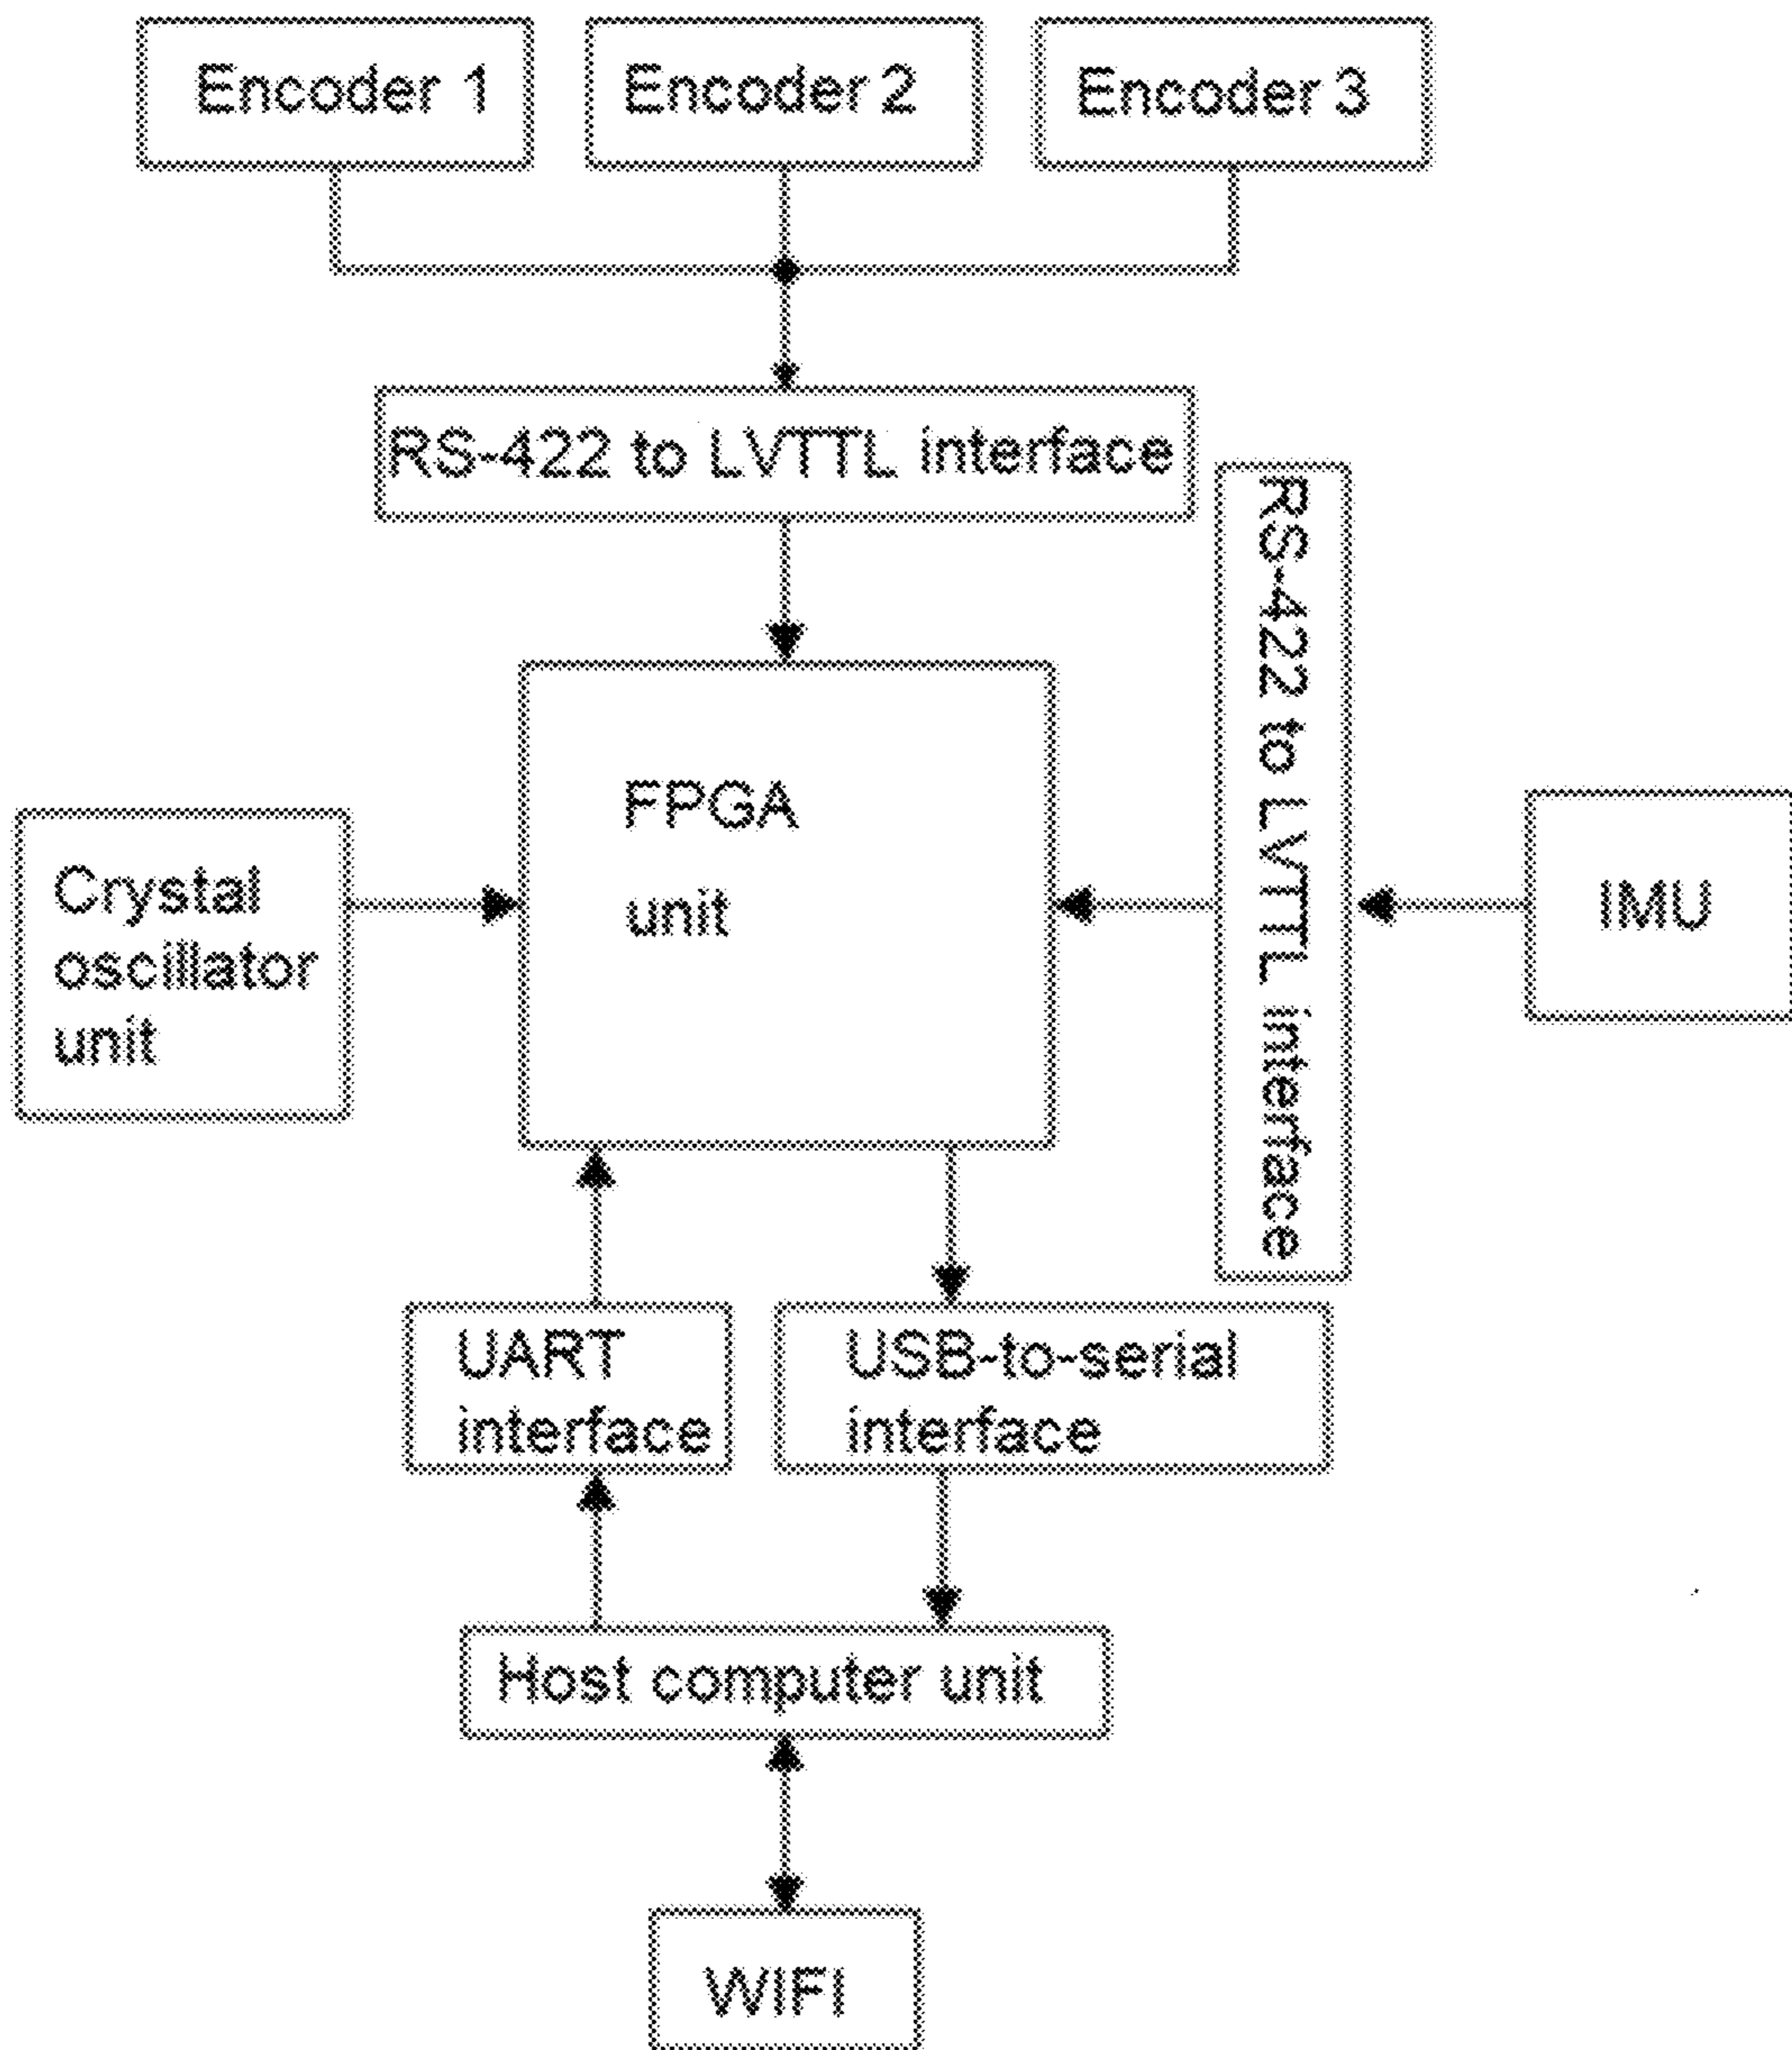 Encoder 1
Encoder 2
Encoder 3
RS-422 to LVTTL interface
RS-422 to LVTTL interface
FPGA
unit
Crystal
oscillator
unit
IMU
UART
interface
USB-to-serial
interface
Host computer unit
WIFI